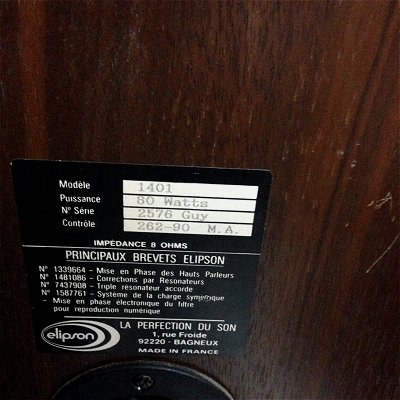 Modèle 1401
Puissance 80 Watts
N° Série 2576 Guy
Contrôle 262-90 M.A.
IMPÉDANCE 8 OHMS
PRINCIPAUX BREVETS ELIPSON
N° 1339664 - Mise en Phase des Hauts Parleurs
N° 1481086 - Corrections par Resonateurs
N° 7437908 - Triple résonateur accordé
N° 1587761 - Système de la charge symétrique
- Mise en phase électronique du filtre
pour reproduction numérique
elipson
LA PERFECTION DU SON
1, rue Froide
92220 - BAGNEUX
MADE IN FRANCE